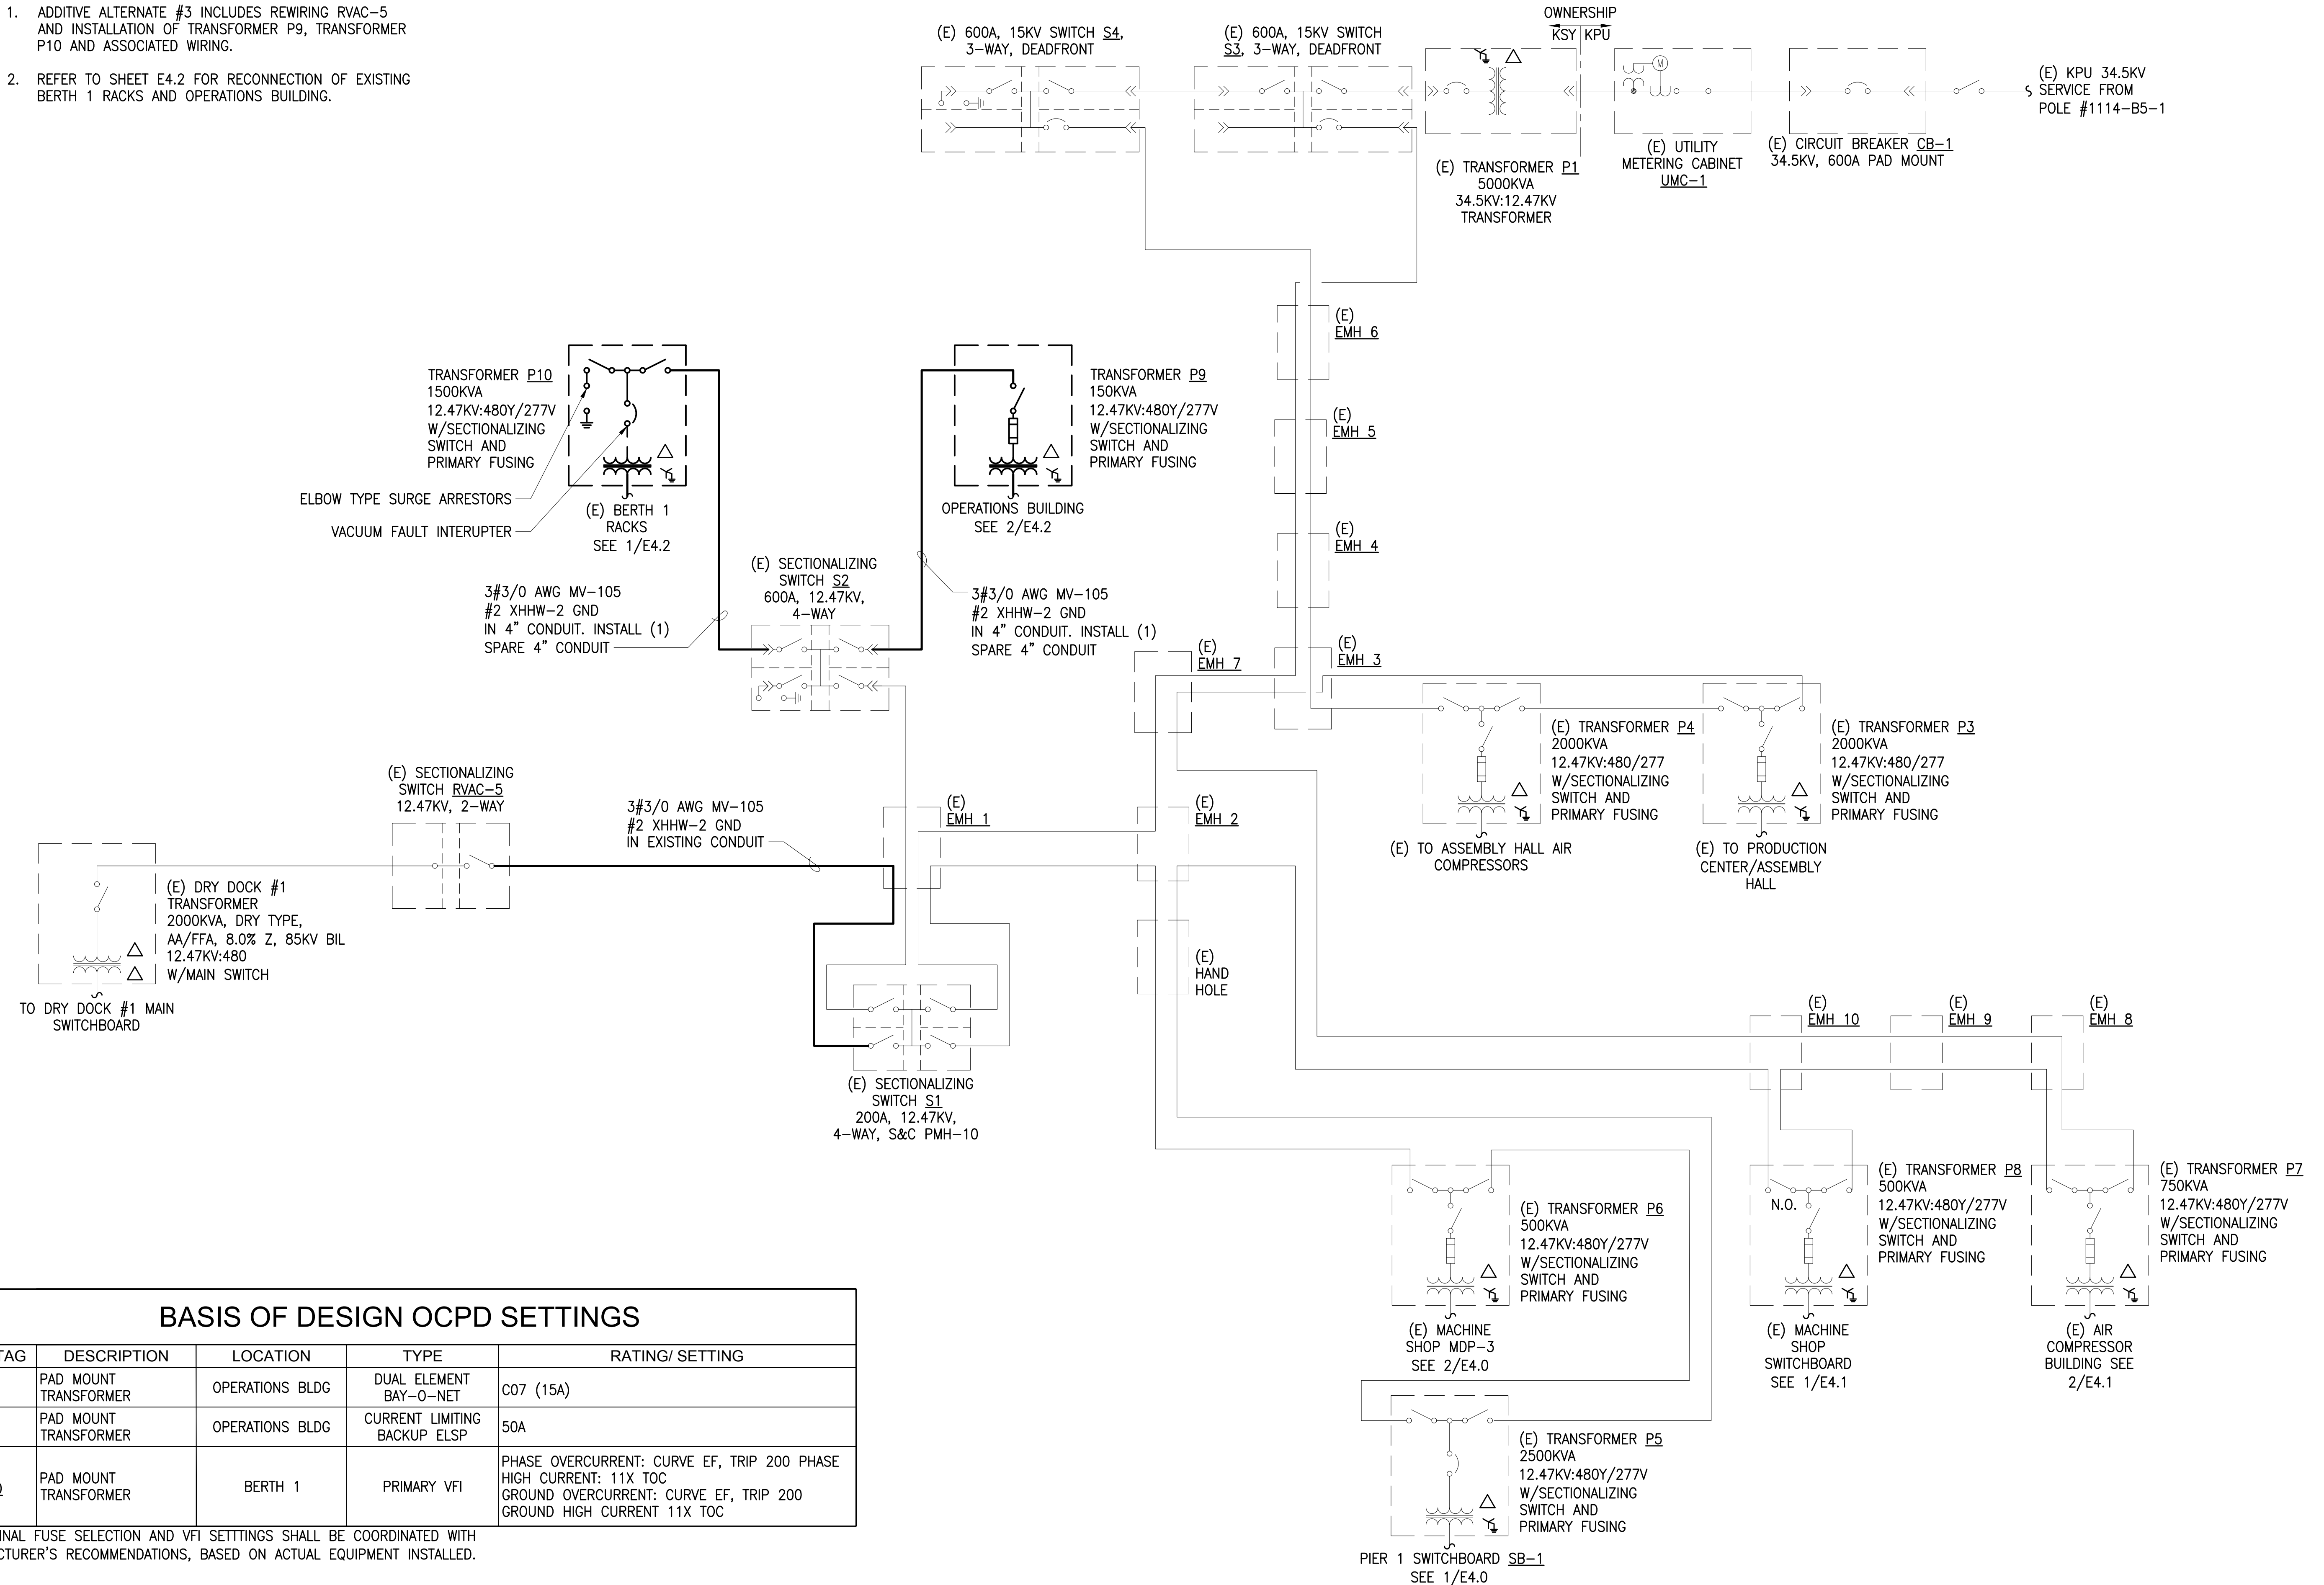 1. ADDITIVE ALTERNATE #3 INCLUDES REWIRING RVAC-5
AND INSTALLATION OF TRANSFORMER P9, TRANSFORMER
P10 AND ASSOCIATED WIRING.
2. REFER TO SHEET E4.2 FOR RECONNECTION OF EXISTING
BERTH 1 RACKS AND OPERATIONS BUILDING.
(E) 600A, 15KV SWITCH S4,
3-WAY, DEADFRONT
(E) 600A, 15KV SWITCH
S3, 3-WAY, DEADFRONT
OWNERSHIP
KSY KPU
M
(E) KPU 34.5KV
SERVICE FROM
POLE #1114-B5-1
(E) TRANSFORMER P1
5000KVA
34.5KV:12.47KV
TRANSFORMER
(E) UTILITY
METERING CABINET
UMC-1
(E) CIRCUIT BREAKER CB-1
34.5KV, 600A PAD MOUNT
(E)
EMH 6
(E)
EMH 5
(E)
EMH 4
(E)
EMH 3
(E)
EMH 7
TRANSFORMER P10
1500KVA
12.47KV:480Y/277V
W/SECTIONALIZING
SWITCH AND
PRIMARY FUSING
ELBOW TYPE SURGE ARRESTORS
VACUUM FAULT INTERUPTER
(E) BERTH 1
RACKS
SEE 1/E4.2
TRANSFORMER P9
150KVA
12.47KV:480Y/277V
W/SECTIONALIZING
SWITCH AND
PRIMARY FUSING
OPERATIONS BUILDING
SEE 2/E4.2
3#3/0 AWG MV-105
#2 XHHW-2 GND
IN 4" CONDUIT. INSTALL (1)
SPARE 4" CONDUIT
(E) SECTIONALIZING
SWITCH S2
600A, 12.47KV,
4-WAY
3#3/0 AWG MV-105
#2 XHHW-2 GND
IN 4" CONDUIT. INSTALL (1)
SPARE 4" CONDUIT
(E) TRANSFORMER P4
2000KVA
12.47KV:480/277
W/SECTIONALIZING
SWITCH AND
PRIMARY FUSING
(E) TO ASSEMBLY HALL AIR
COMPRESSORS
(E) TRANSFORMER P3
2000KVA
12.47KV:480/277
W/SECTIONALIZING
SWITCH AND
PRIMARY FUSING
(E) TO PRODUCTION
CENTER/ASSEMBLY
HALL
(E) SECTIONALIZING
SWITCH RVAC-5
12.47KV, 2-WAY
3#3/0 AWG MV-105
#2 XHHW-2 GND
IN EXISTING CONDUIT
(E)
EMH 1
(E)
EMH 2
(E) DRY DOCK #1
TRANSFORMER
2000KVA, DRY TYPE,
AA/FFA, 8.0% Z, 85KV BIL
12.47KV:480
W/MAIN SWITCH
TO DRY DOCK #1 MAIN
SWITCHBOARD
(E)
HAND
HOLE
(E) SECTIONALIZING
SWITCH S1
200A, 12.47KV,
4-WAY, S&C PMH-10
(E)
EMH 10
(E)
EMH 9
(E)
EMH 8
(E) TRANSFORMER P6
500KVA
12.47KV:480Y/277V
W/SECTIONALIZING
SWITCH AND
PRIMARY FUSING
(E) MACHINE
SHOP MDP-3
SEE 2/E4.0
N.O.
(E) TRANSFORMER P8
500KVA
12.47KV:480Y/277V
W/SECTIONALIZING
SWITCH AND
PRIMARY FUSING
(E) MACHINE
SHOP
SWITCHBOARD
SEE 1/E4.1
(E) TRANSFORMER P7
750KVA
12.47KV:480Y/277V
W/SECTIONALIZING
SWITCH AND
PRIMARY FUSING
(E) AIR
COMPRESSOR
BUILDING SEE
2/E4.1
(E) TRANSFORMER P5
2500KVA
12.47KV:480Y/277V
W/SECTIONALIZING
SWITCH AND
PRIMARY FUSING
PIER 1 SWITCHBOARD SB-1
SEE 1/E4.0
BASIS OF DESIGN OCPD SETTINGS
TAG DESCRIPTION LOCATION TYPE RATING/ SETTING
PAD MOUNT
TRANSFORMER
OPERATIONS BLDG
DUAL ELEMENT
BAY-O-NET
C07 (15A)
PAD MOUNT
TRANSFORMER
OPERATIONS BLDG
CURRENT LIMITING
BACKUP ELSP
50A
PAD MOUNT
TRANSFORMER
BERTH 1
PRIMARY VFI
PHASE OVERCURRENT: CURVE EF, TRIP 200 PHASE
HIGH CURRENT: 11X TOC
GROUND OVERCURRENT: CURVE EF, TRIP 200
GROUND HIGH CURRENT 11X TOC
INAL FUSE SELECTION AND VFI SETTTINGS SHALL BE COORDINATED WITH
CTURER'S RECOMMENDATIONS, BASED ON ACTUAL EQUIPMENT INSTALLED.